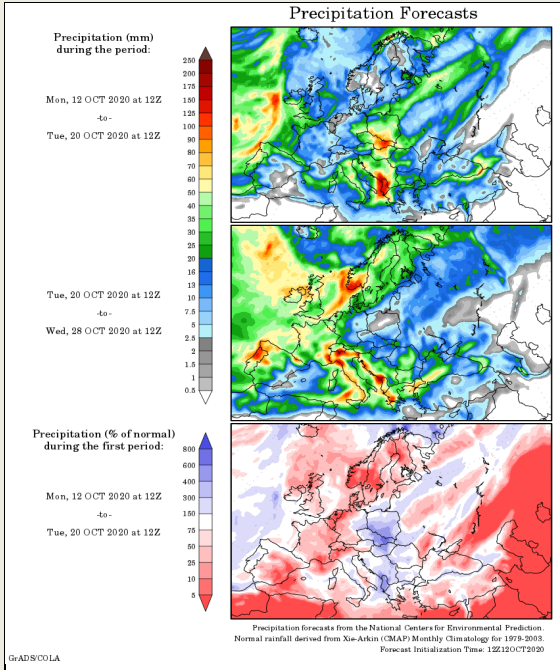 Precipitation Forecasts
Precipitation (mm)
during the period:
Mon, 12 OCT 2020 at 12Z
-to-
Tue, 20 OCT 2020 at 12Z
250
200
175
150
125
100
90
80
70
60
50
40
35
30
25
20
16
13
10
7.5
5
2.5
2
1.5
1
0.5
Tue, 20 OCT 2020 at 12Z
-to-
Wed, 28 OCT 2020 at 12Z
Precipitation (% of normal)
during the first period:
Mon, 12 OCT 2020 at 12Z
-to-
Tue, 20 OCT 2020 at 12Z
800
600
400
300
150
75
50
25
10
5
Precipitation forecasts from the National Centers for Environmental Prediction.
Normal rainfall derived from Xie-Arkin (CMAP) Monthly Climatology for 1979-2003.
Forecast Initialization Time: 12Z12OCT2020
GrADS/COLA